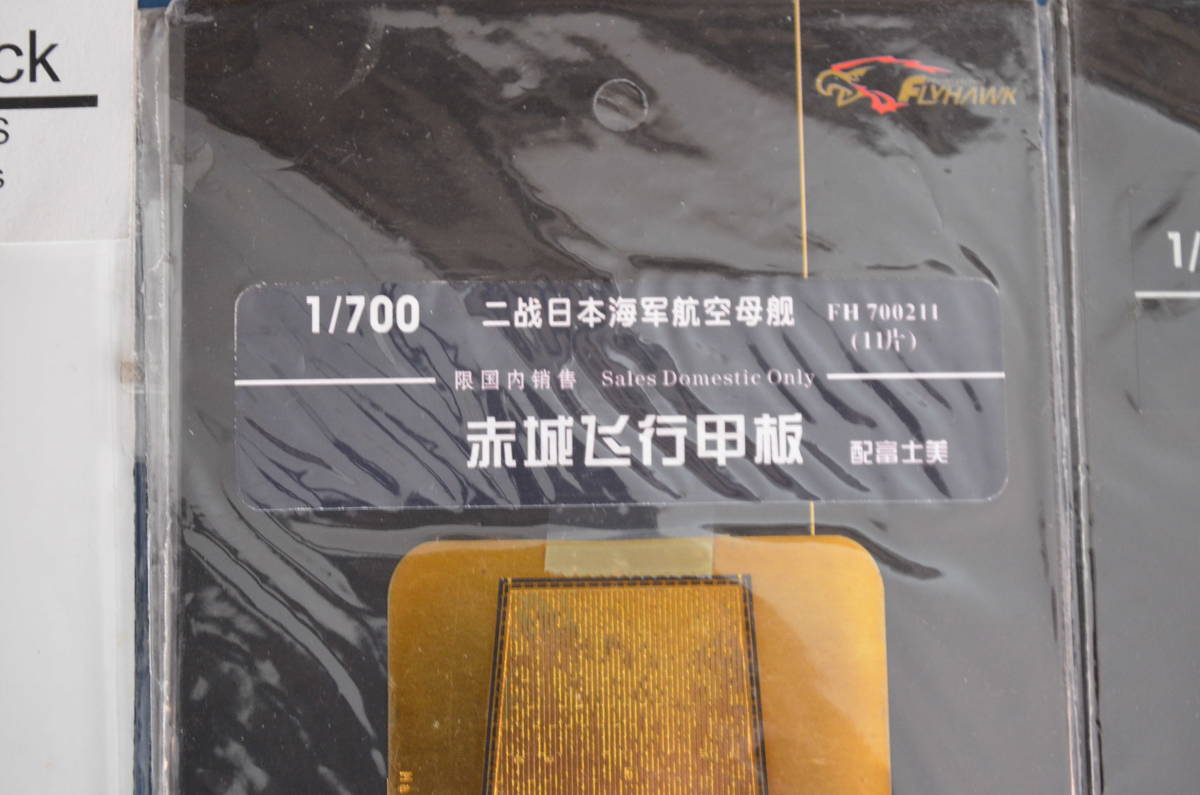 ck
S
s
FLYHAWK
1/700 二战日本海军航空母舰 FH 700211
(11片)
限国内销售 Sales Domestic Only
赤城飞行甲板 配富士美
1/